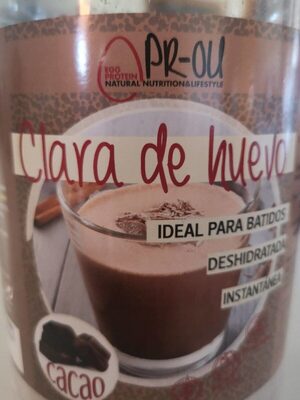 PR-OU
EGG
PROTEIN
NATURAL NUTRITION&LIFESTYLE
Clara de huevo
IDEAL PARA BATIDOS
DESHIDRATADA
INSTANTÁNEA
cacao